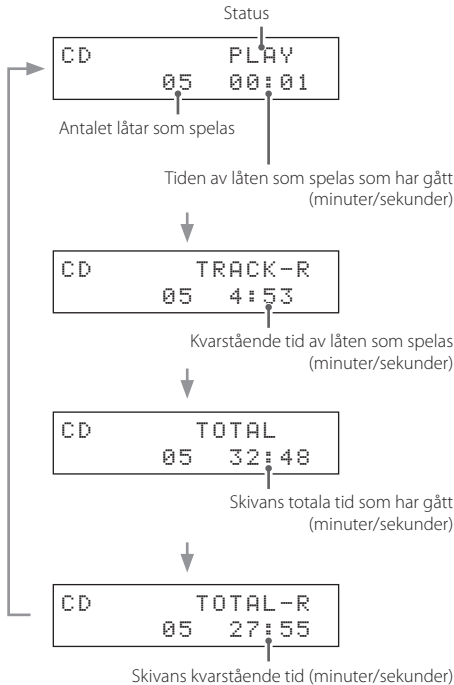 Status
CD PLAY
05 00:01
Antalet låtar som spelas
Tiden av låten som spelas som har gått
(minuter/sekunder)
CD TRACK-R
05 4:53
Kvarstående tid av låten som spelas
(minuter/sekunder)
CD TOTAL
05 32:48
Skivans totala tid som har gått
(minuter/sekunder)
CD TOTAL-R
05 27:55
Skivans kvarstående tid (minuter/sekunder)